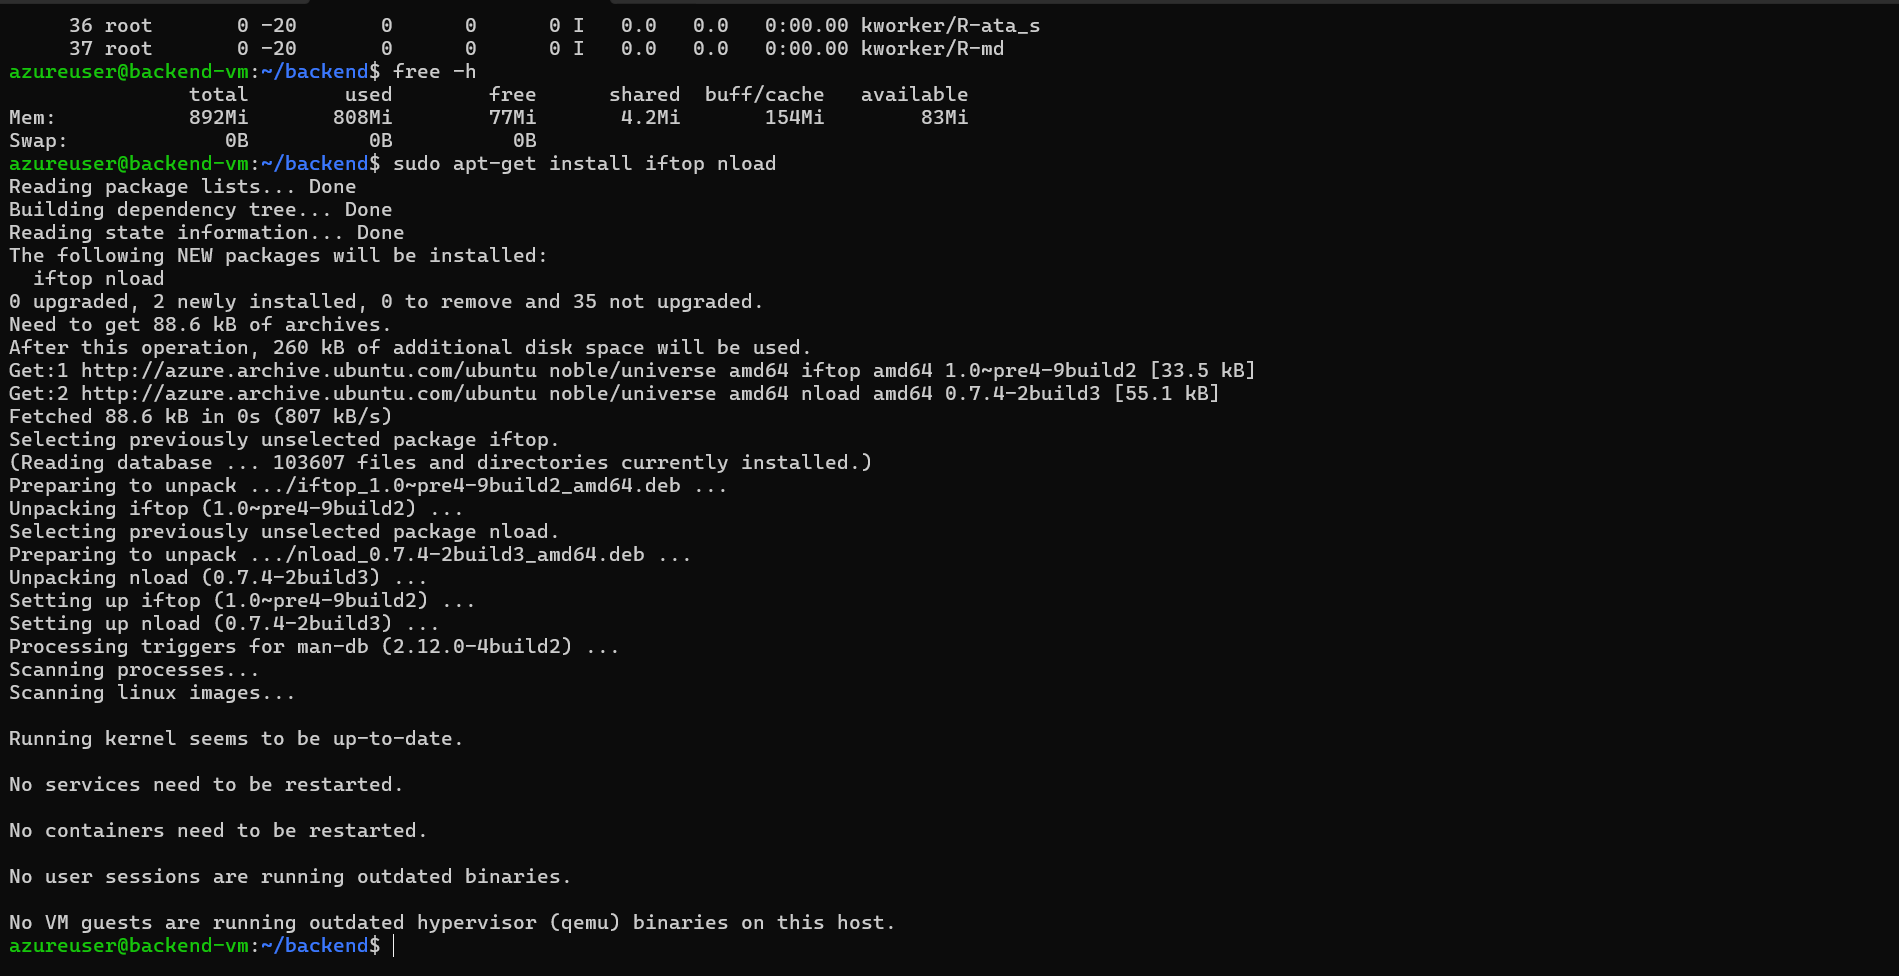 36 root 0 -20 0 0 0 I 0.0 0.0 0:00.00 kworker/R-ata_s
37 root 0 -20 0 0 0 I 0.0 0.0 0:00.00 kworker/R-md
azureuser@backend-vm:~/backend$ free -h
total used free shared buff/cache available
Mem: 892Mi 808Mi 77Mi 4.2Mi 154Mi 83Mi
Swap: 0B 0B 0B
azureuser@backend-vm:~/backend$ sudo apt-get install iftop nload
Reading package lists... Done
Building dependency tree... Done
Reading state information... Done
The following NEW packages will be installed:
iftop nload
0 upgraded, 2 newly installed, 0 to remove and 35 not upgraded.
Need to get 88.6 kB of archives.
After this operation, 260 kB of additional disk space will be used.
Get:1 http://azure.archive.ubuntu.com/ubuntu noble/universe amd64 iftop amd64 1.0~pre4-9build2 [33.5 kB]
Get:2 http://azure.archive.ubuntu.com/ubuntu noble/universe amd64 nload amd64 0.7.4-2build3 [55.1 kB]
Fetched 88.6 kB in 0s (807 kB/s)
Selecting previously unselected package iftop.
(Reading database ... 103607 files and directories currently installed.)
Preparing to unpack .../iftop_1.0~pre4-9build2_amd64.deb ...
Unpacking iftop (1.0~pre4-9build2) ...
Selecting previously unselected package nload.
Preparing to unpack .../nload_0.7.4-2build3_amd64.deb ...
Unpacking nload (0.7.4-2build3) ...
Setting up iftop (1.0~pre4-9build2) ...
Setting up nload (0.7.4-2build3) ...
Processing triggers for man-db (2.12.0-4build2) ...
Scanning processes...
Scanning linux images...
Running kernel seems to be up-to-date.
No services need to be restarted.
No containers need to be restarted.
No user sessions are running outdated binaries.
No VM guests are running outdated hypervisor (qemu) binaries on this host.
azureuser@backend-vm:~/backend$